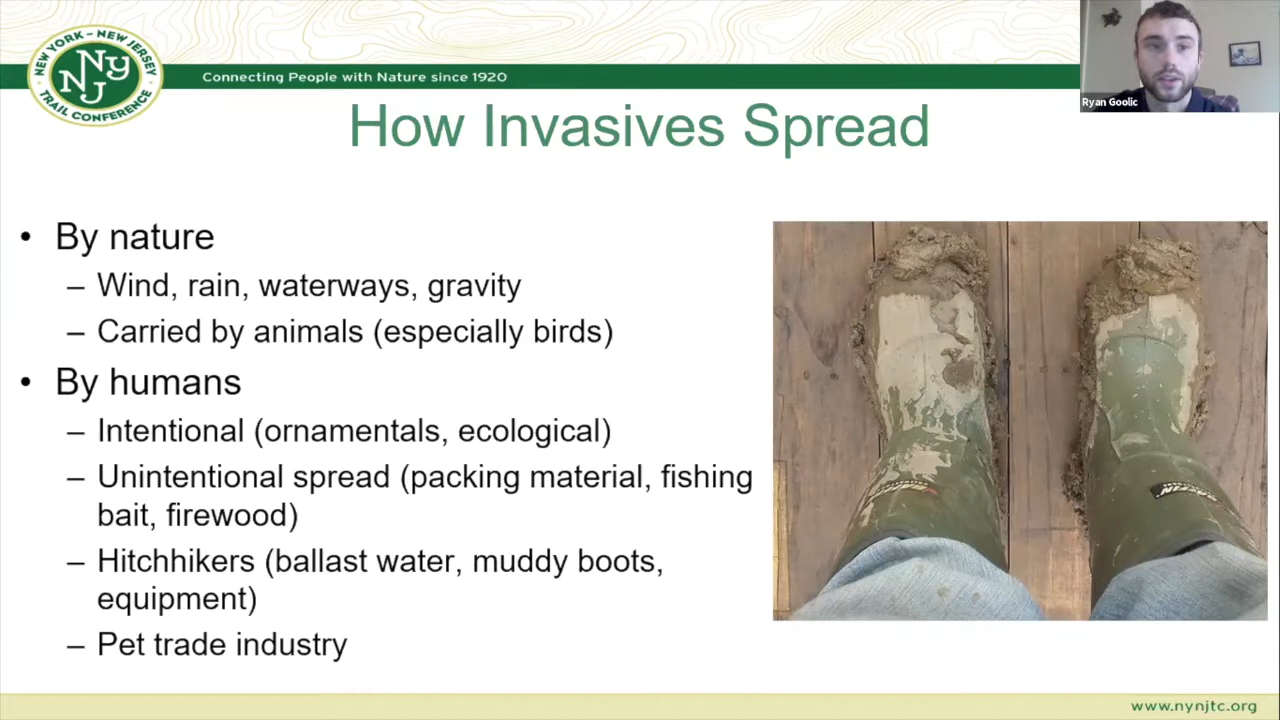 NEW YORK – NEW JERSEY
NY
NJ
TRAIL CONFERENCE
Connecting People with Nature since 1920
Ryan Goolic
How Invasives Spread
• By nature
– Wind, rain, waterways, gravity
– Carried by animals (especially birds)
• By humans
– Intentional (ornamentals, ecological)
– Unintentional spread (packing material, fishing
bait, firewood)
– Hitchhikers (ballast water, muddy boots,
equipment)
– Pet trade industry
www.nynjtc.org